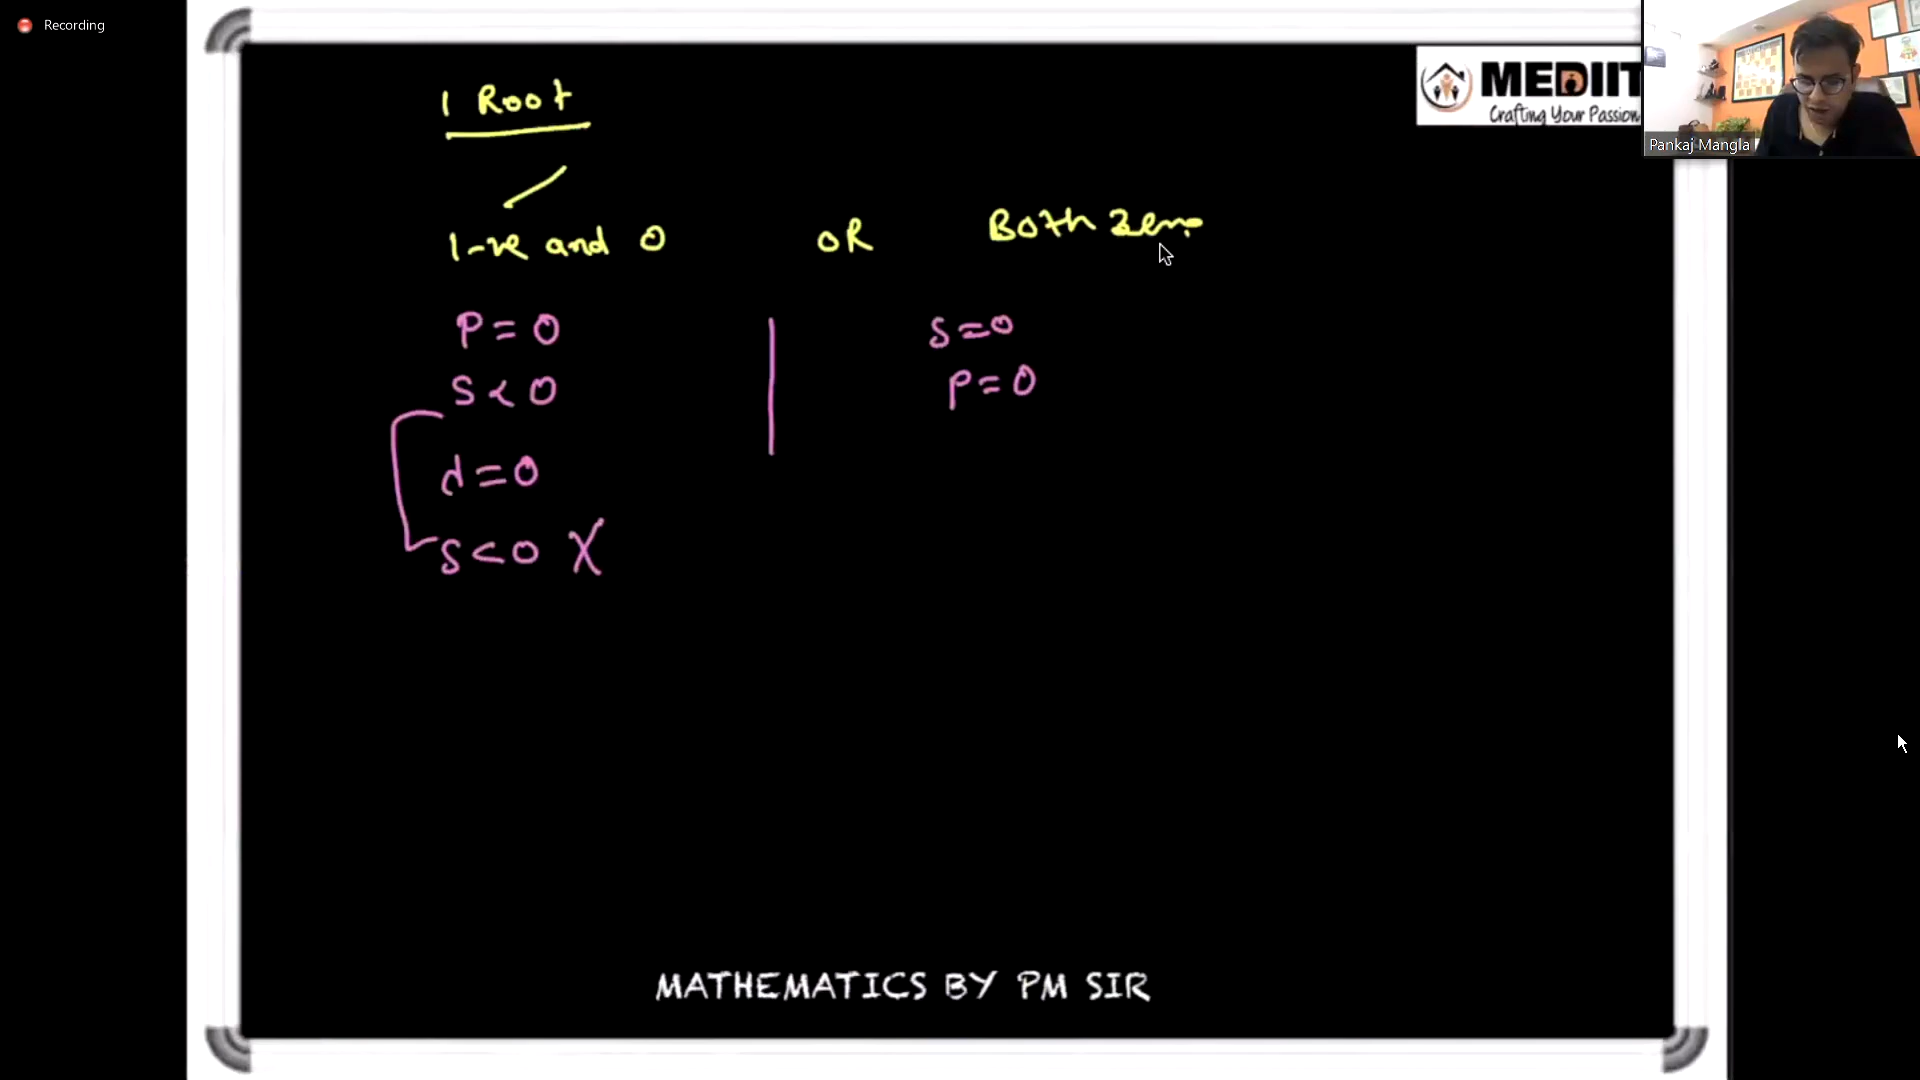 Recording
1 Root
MEDIIT
Crafting Your Passion
Pankaj Mangla
1-ve and 0 OR Both zero
P = 0
S < 0
d = 0
S < 0 X
S = 0
P = 0
MATHEMATICS BY PM SIR